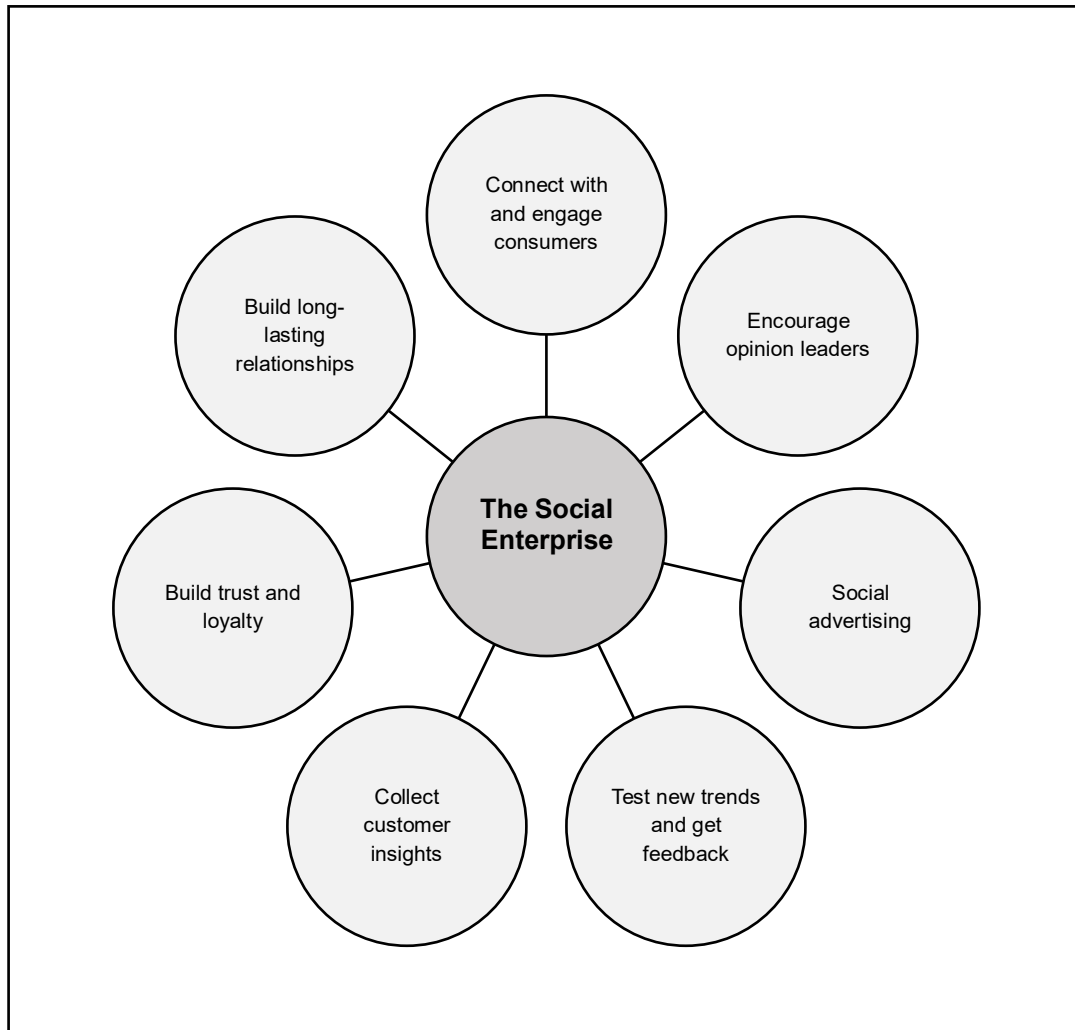 Connect with
and engage
consumers
Encourage
opinion leaders
Social
advertising
Test new trends
and get
feedback
Collect
customer
insights
Build trust and
loyalty
Build long-
lasting
relationships
The Social
Enterprise